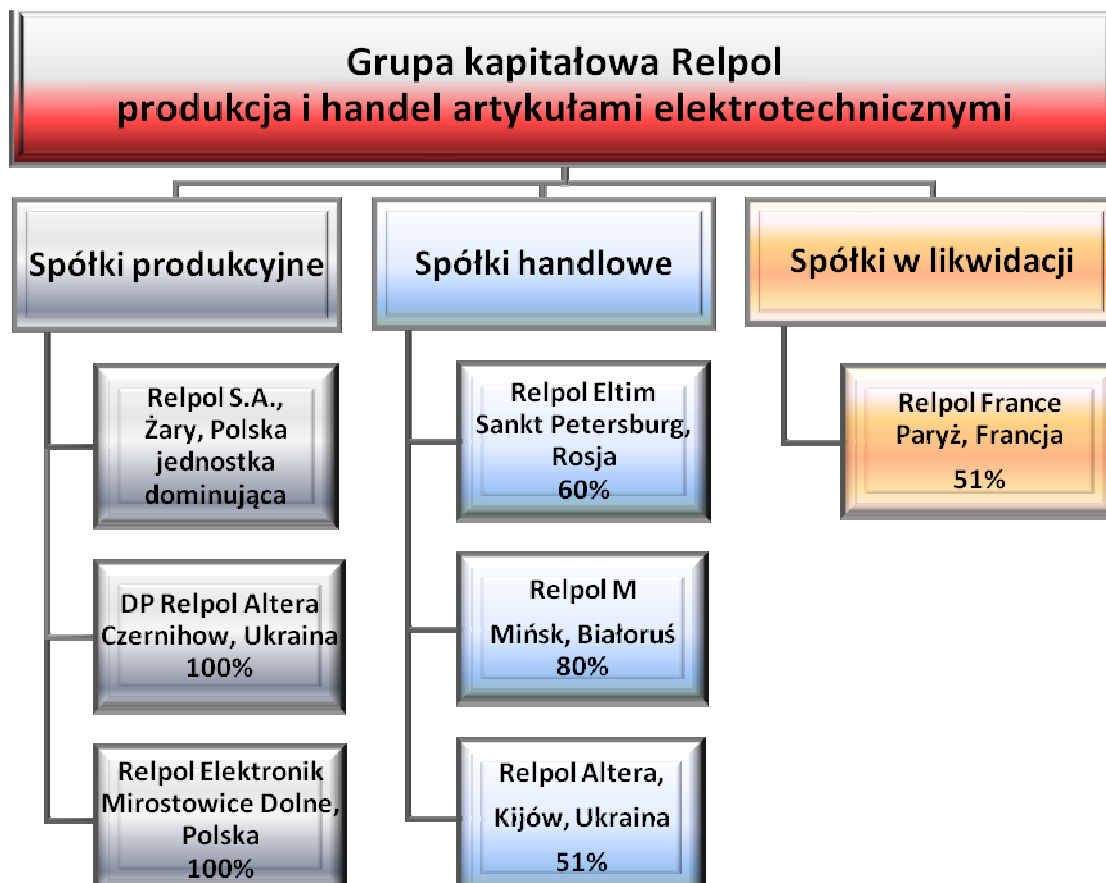 Grupa kapitałowa Relpol
produkcja i handel artykułami elektrotechnicznymi
Spółki produkcyjne
Relpol S.A.,
Żary, Polska
jednostka
dominująca
DP Relpol Altera
Czernihow, Ukraina
100%
Relpol Elektronik
Mirostowice Dolne,
Polska
100%
Spółki handlowe
Relpol Eltim
Sankt Petersburg,
Rosja
60%
Relpol M
Mińsk, Białoruś
80%
Relpol Altera,
Kijów, Ukraina
51%
Spółki w likwidacji
Relpol France
Paryż, Francja
51%